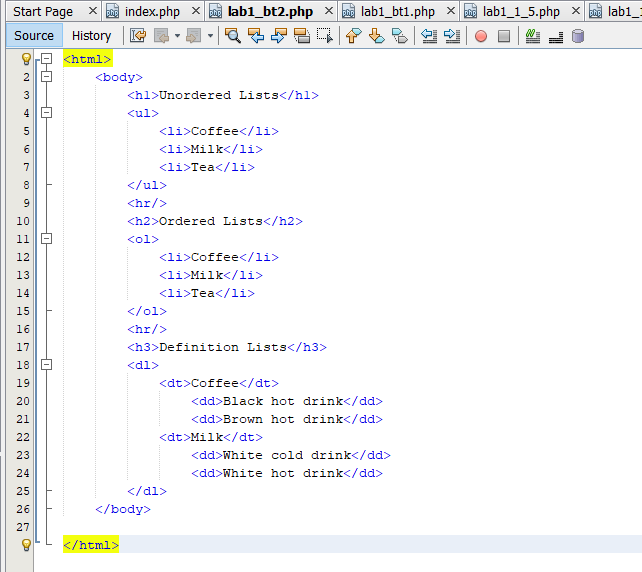 Start Page index.php lab1_bt2.php lab1_bt1.php lab1_1_5.php lab1_
Source History
<html>
2 <body>
3 <h1>Unordered Lists</h1>
4 <ul>
5 <li>Coffee</li>
6 <li>Milk</li>
7 <li>Tea</li>
8 </ul>
9 <hr/>
10 <h2>Ordered Lists</h2>
11 <ol>
12 <li>Coffee</li>
13 <li>Milk</li>
14 <li>Tea</li>
15 </ol>
16 <hr/>
17 <h3>Definition Lists</h3>
18 <dl>
19 <dt>Coffee</dt>
20 <dd>Black hot drink</dd>
21 <dd>Brown hot drink</dd>
22 <dt>Milk</dt>
23 <dd>White cold drink</dd>
24 <dd>White hot drink</dd>
25 </dl>
26 </body>
27
</html>